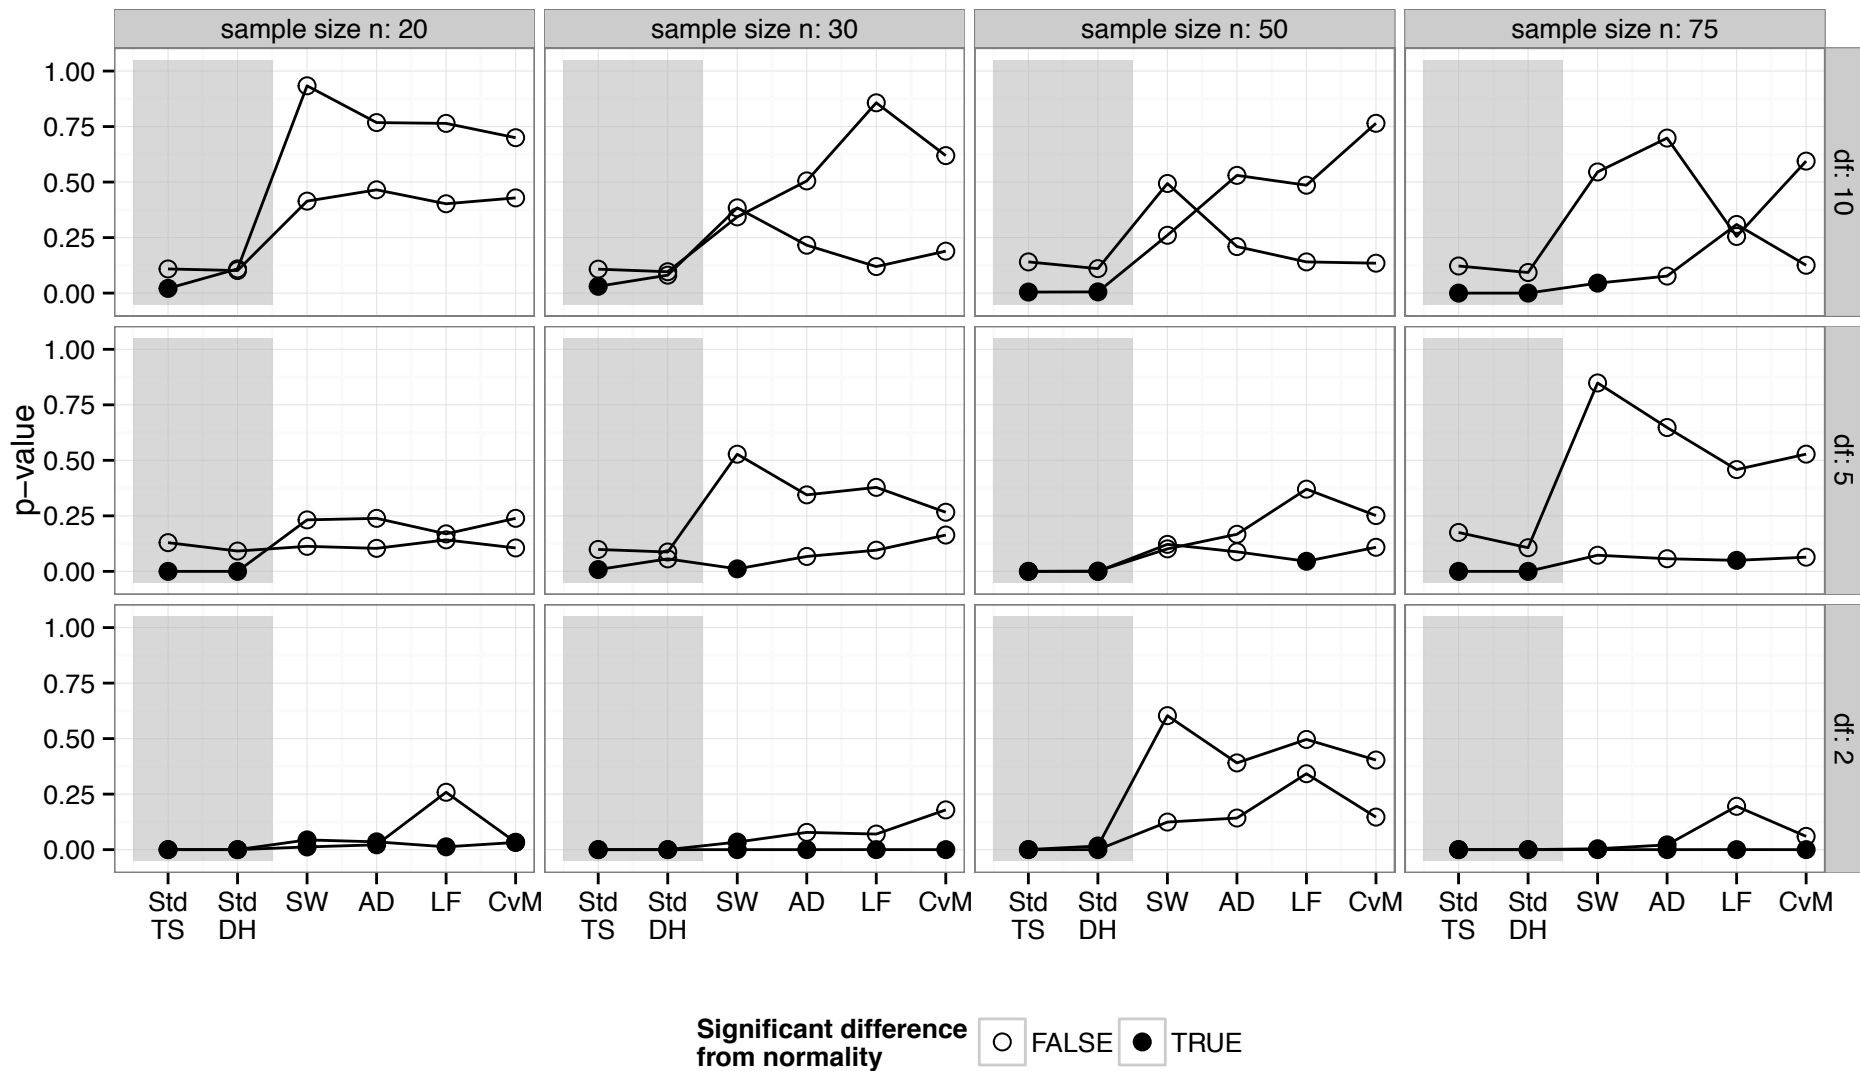 sample size n: 20
sample size n: 30
sample size n: 50
sample size n: 75
1.00
0.75
0.50
0.25
0.00
df: 10
1.00
0.75
0.50
0.25
0.00
df: 5
p−value
1.00
0.75
0.50
0.25
0.00
df: 2
Std TS
Std DH
SW
AD
LF
CvM
Std TS
Std DH
SW
AD
LF
CvM
Std TS
Std DH
SW
AD
LF
CvM
Std TS
Std DH
SW
AD
LF
CvM
Significant difference
from normality
FALSE
TRUE